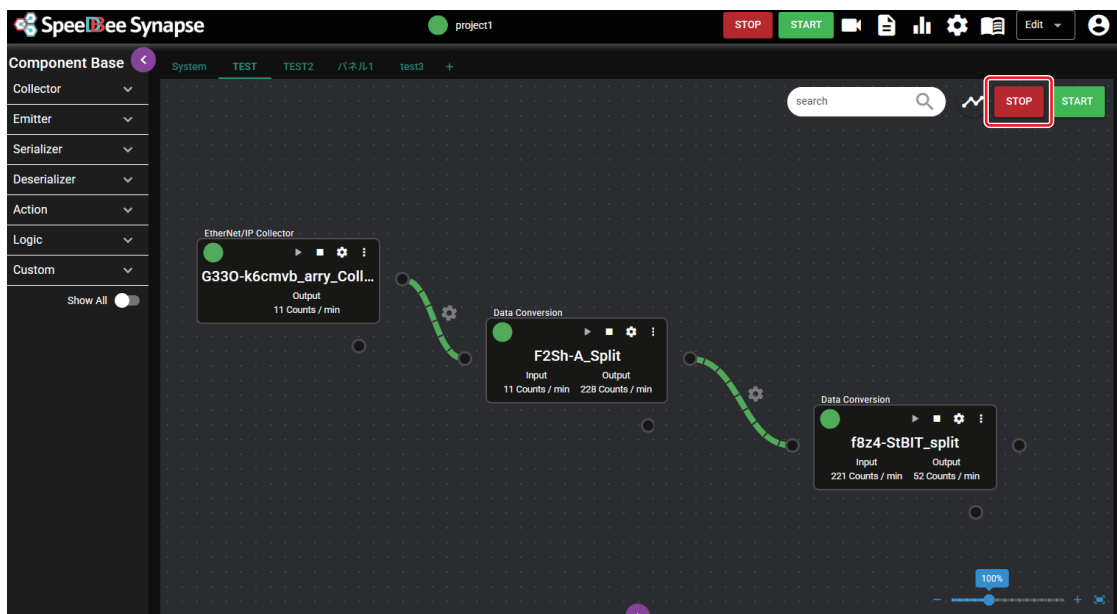 SpeeDBee Synapse
project1
STOP
START
Edit
Component Base
System
TEST
TEST2
パネル1
test3
+
Collector
Emitter
Serializer
Deserializer
Action
Logic
Custom
Show All
search
STOP
START
EtherNet/IP Collector
G33O-k6cmvb_arry_Coll...
Output
11 Counts / min
Data Conversion
F2Sh-A_Split
Input Output
11 Counts / min 228 Counts / min
Data Conversion
f8z4-StBIT_split
Input Output
221 Counts / min 52 Counts / min
100%